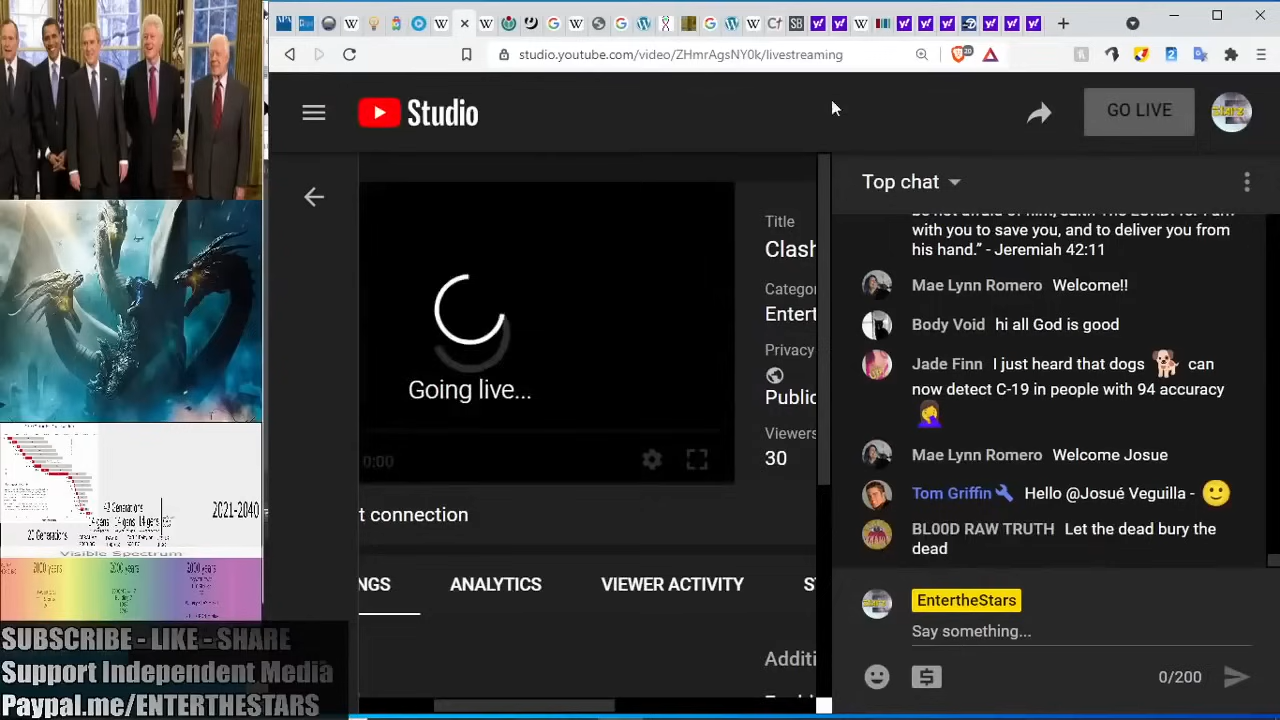 studio.youtube.com/video/ZHmrAgsNY0k/livestreaming
Studio
GO LIVE
Going live...
0:00
t connection
Title
Clash
Categor
Entert
Privacy
Public
Viewers
30
NGS
ANALYTICS
VIEWER ACTIVITY
Additi
Top chat
with you to save you, and to deliver you from
his hand.” - Jeremiah 42:11
Mae Lynn Romero Welcome!!
Body Void hi all God is good
Jade Finn I just heard that dogs 🐕 can
now detect C-19 in people with 94 accuracy
🤦‍♀️
Mae Lynn Romero Welcome Josue
Tom Griffin Hello @Josué Veguilla - 🙂
BL00D RAW TRUTH Let the dead bury the
dead
EntertheStars
Say something...
0/200
2021-2040
Visible Spectrum
SUBSCRIBE - LIKE - SHARE
Support Independent Media
Paypal.me/ENTERTHESTARS